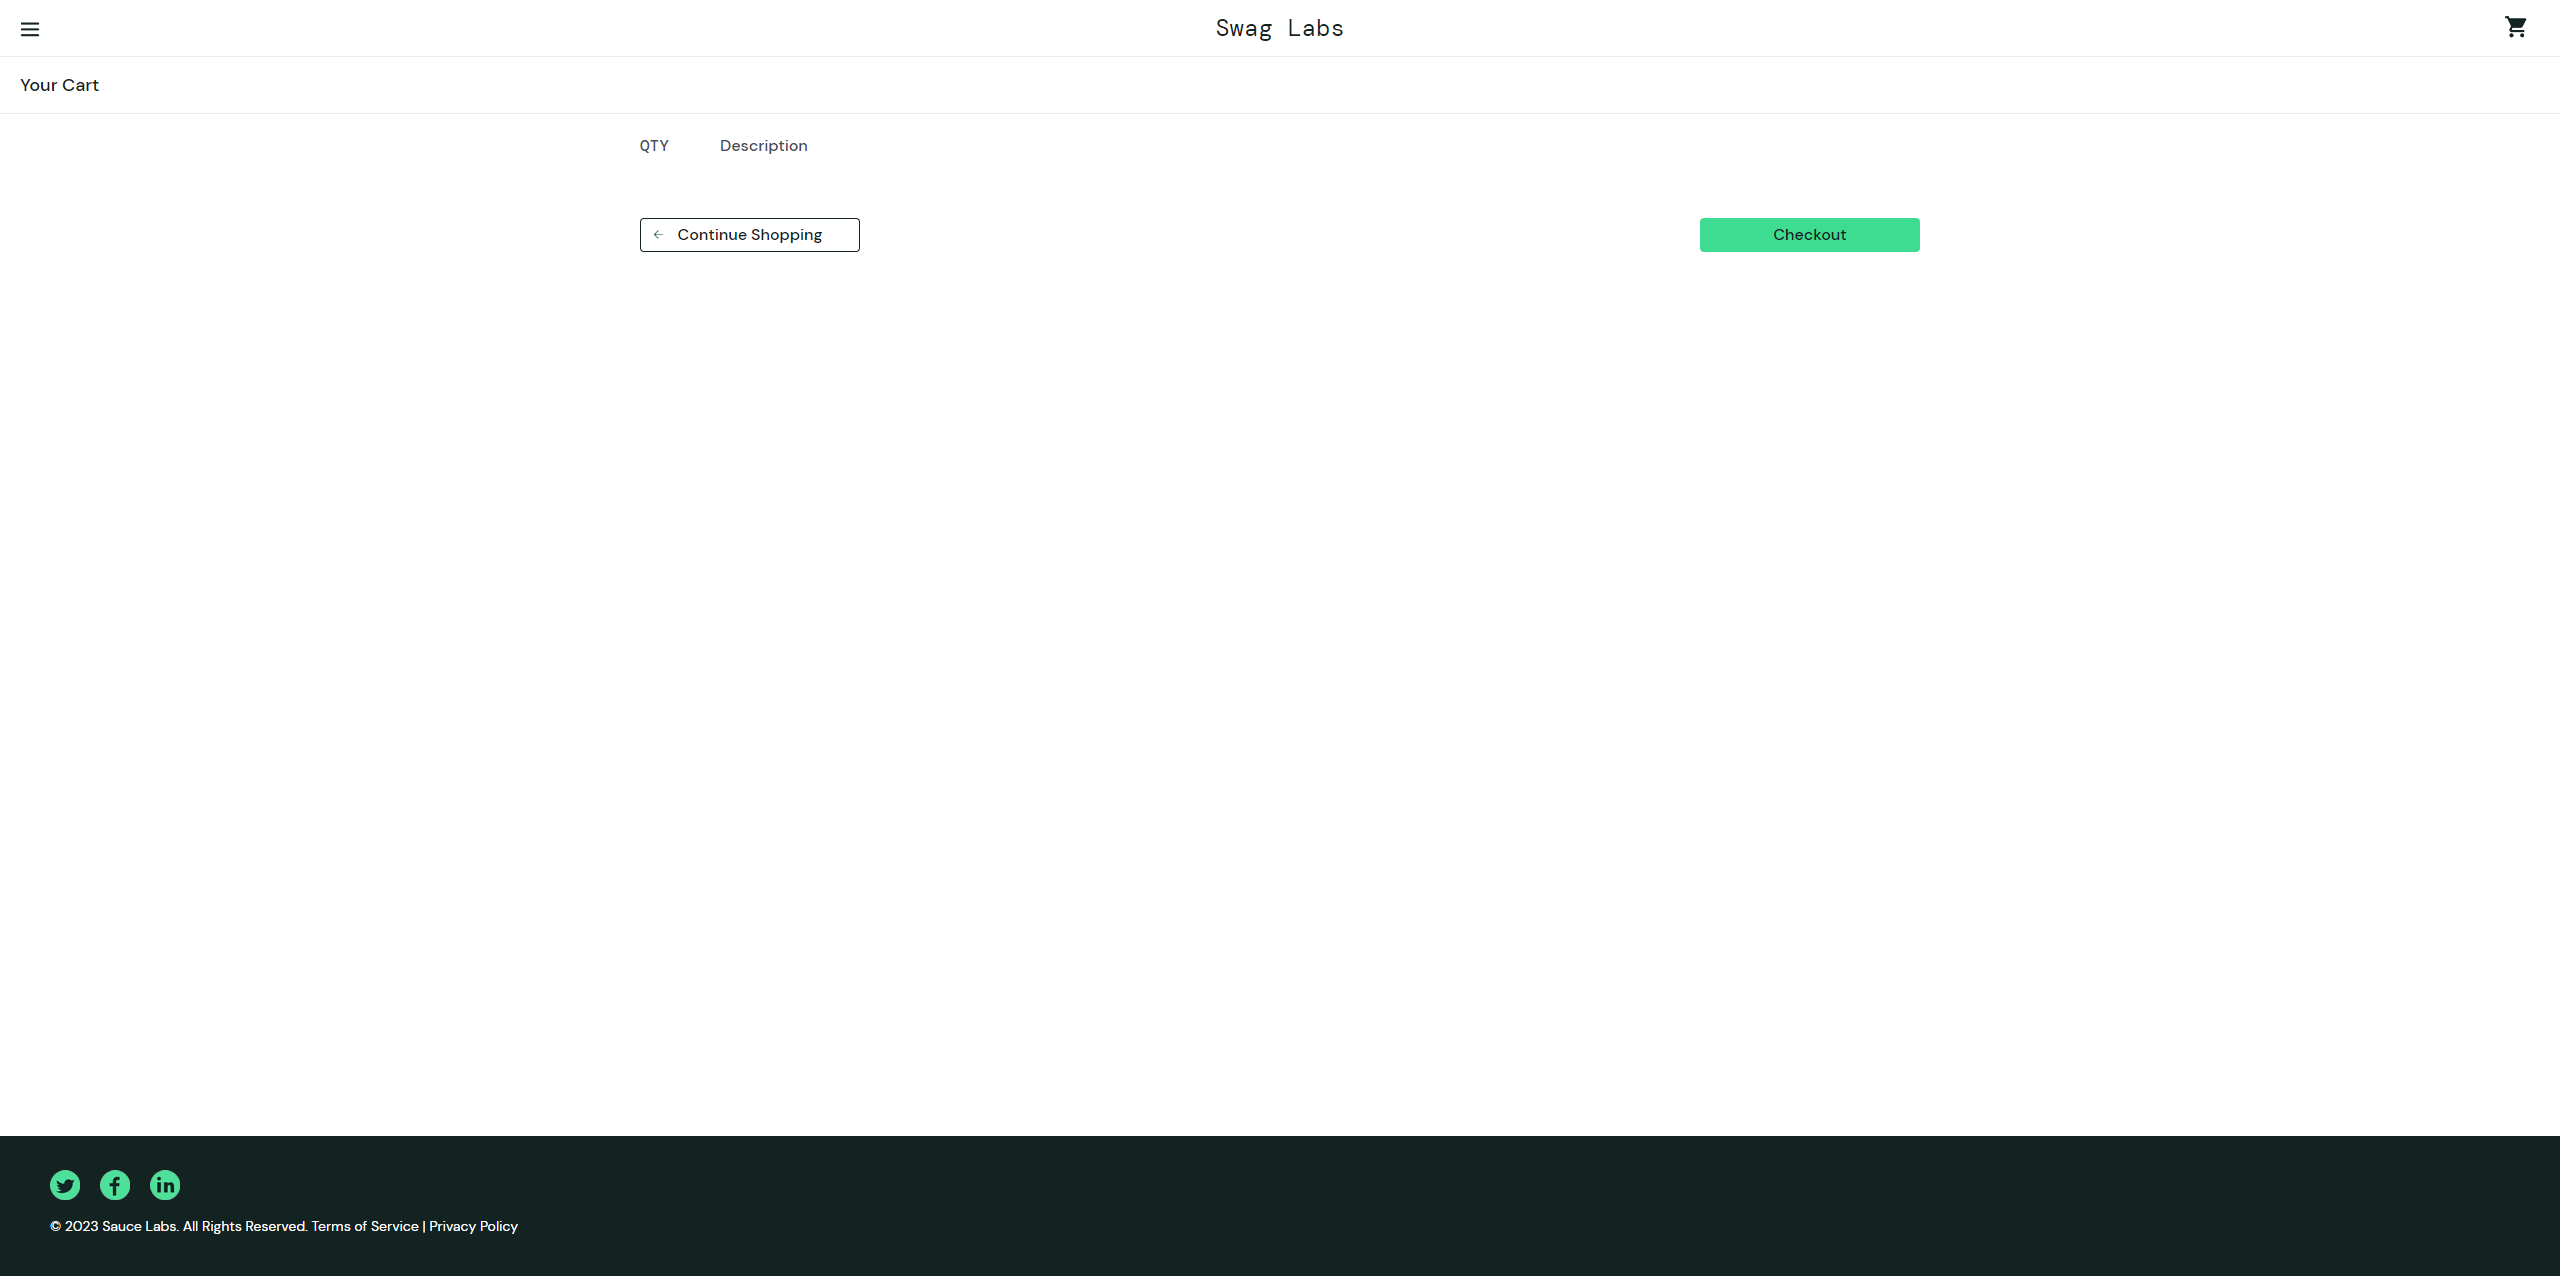 Swag Labs
Your Cart
QTY Description
Continue Shopping
Checkout
© 2023 Sauce Labs. All Rights Reserved. Terms of Service | Privacy Policy